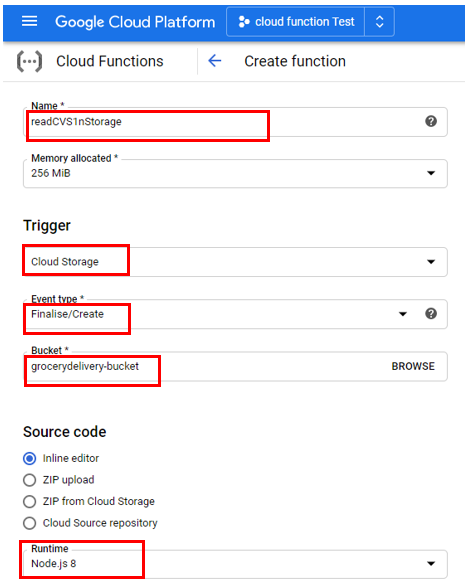 Google Cloud Platform
cloud function Test
Cloud Functions
Create function
Name *
readCVS1nStorage
Memory allocated *
256 MiB
Trigger
Cloud Storage
Event type *
Finalise/Create
Bucket *
grocerydelivery-bucket
BROWSE
Source code
Inline editor
ZIP upload
ZIP from Cloud Storage
Cloud Source repository
Runtime
Node.js 8